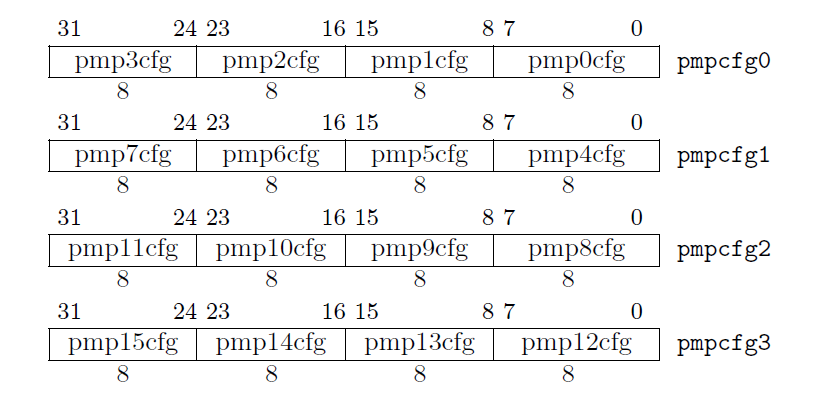 31 24 23 16 15 8 7 0
pmp3cfg pmp2cfg pmp1cfg pmp0cfg pmpcfg0
8 8 8 8
31 24 23 16 15 8 7 0
pmp7cfg pmp6cfg pmp5cfg pmp4cfg pmpcfg1
8 8 8 8
31 24 23 16 15 8 7 0
pmp11cfg pmp10cfg pmp9cfg pmp8cfg pmpcfg2
8 8 8 8
31 24 23 16 15 8 7 0
pmp15cfg pmp14cfg pmp13cfg pmp12cfg pmpcfg3
8 8 8 8